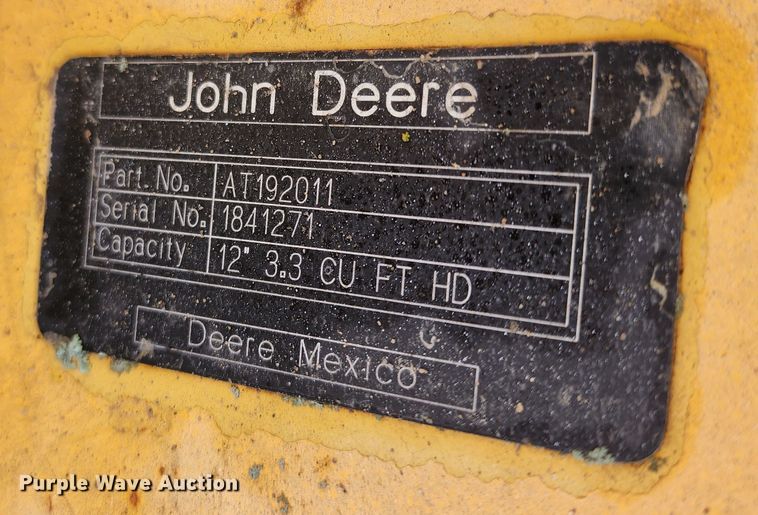 John Deere
Part No. AT192011
Serial No. 1841271
Capacity 12" 3.3 CU FT HD
Deere Mexico
Purple Wave Auction